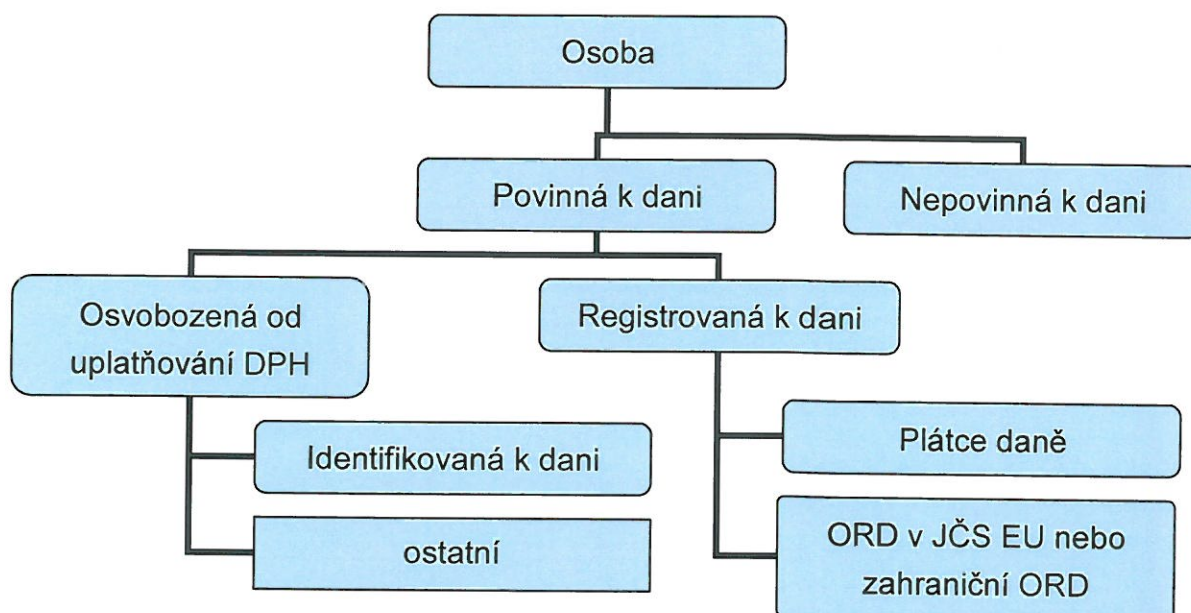 Osoba
Povinná k dani
Nepovinná k dani
Osvobozená od
uplatňování DPH
Registrovaná k dani
Identifikovaná k dani
ostatní
Plátce daně
ORD v JČS EU nebo
zahraniční ORD